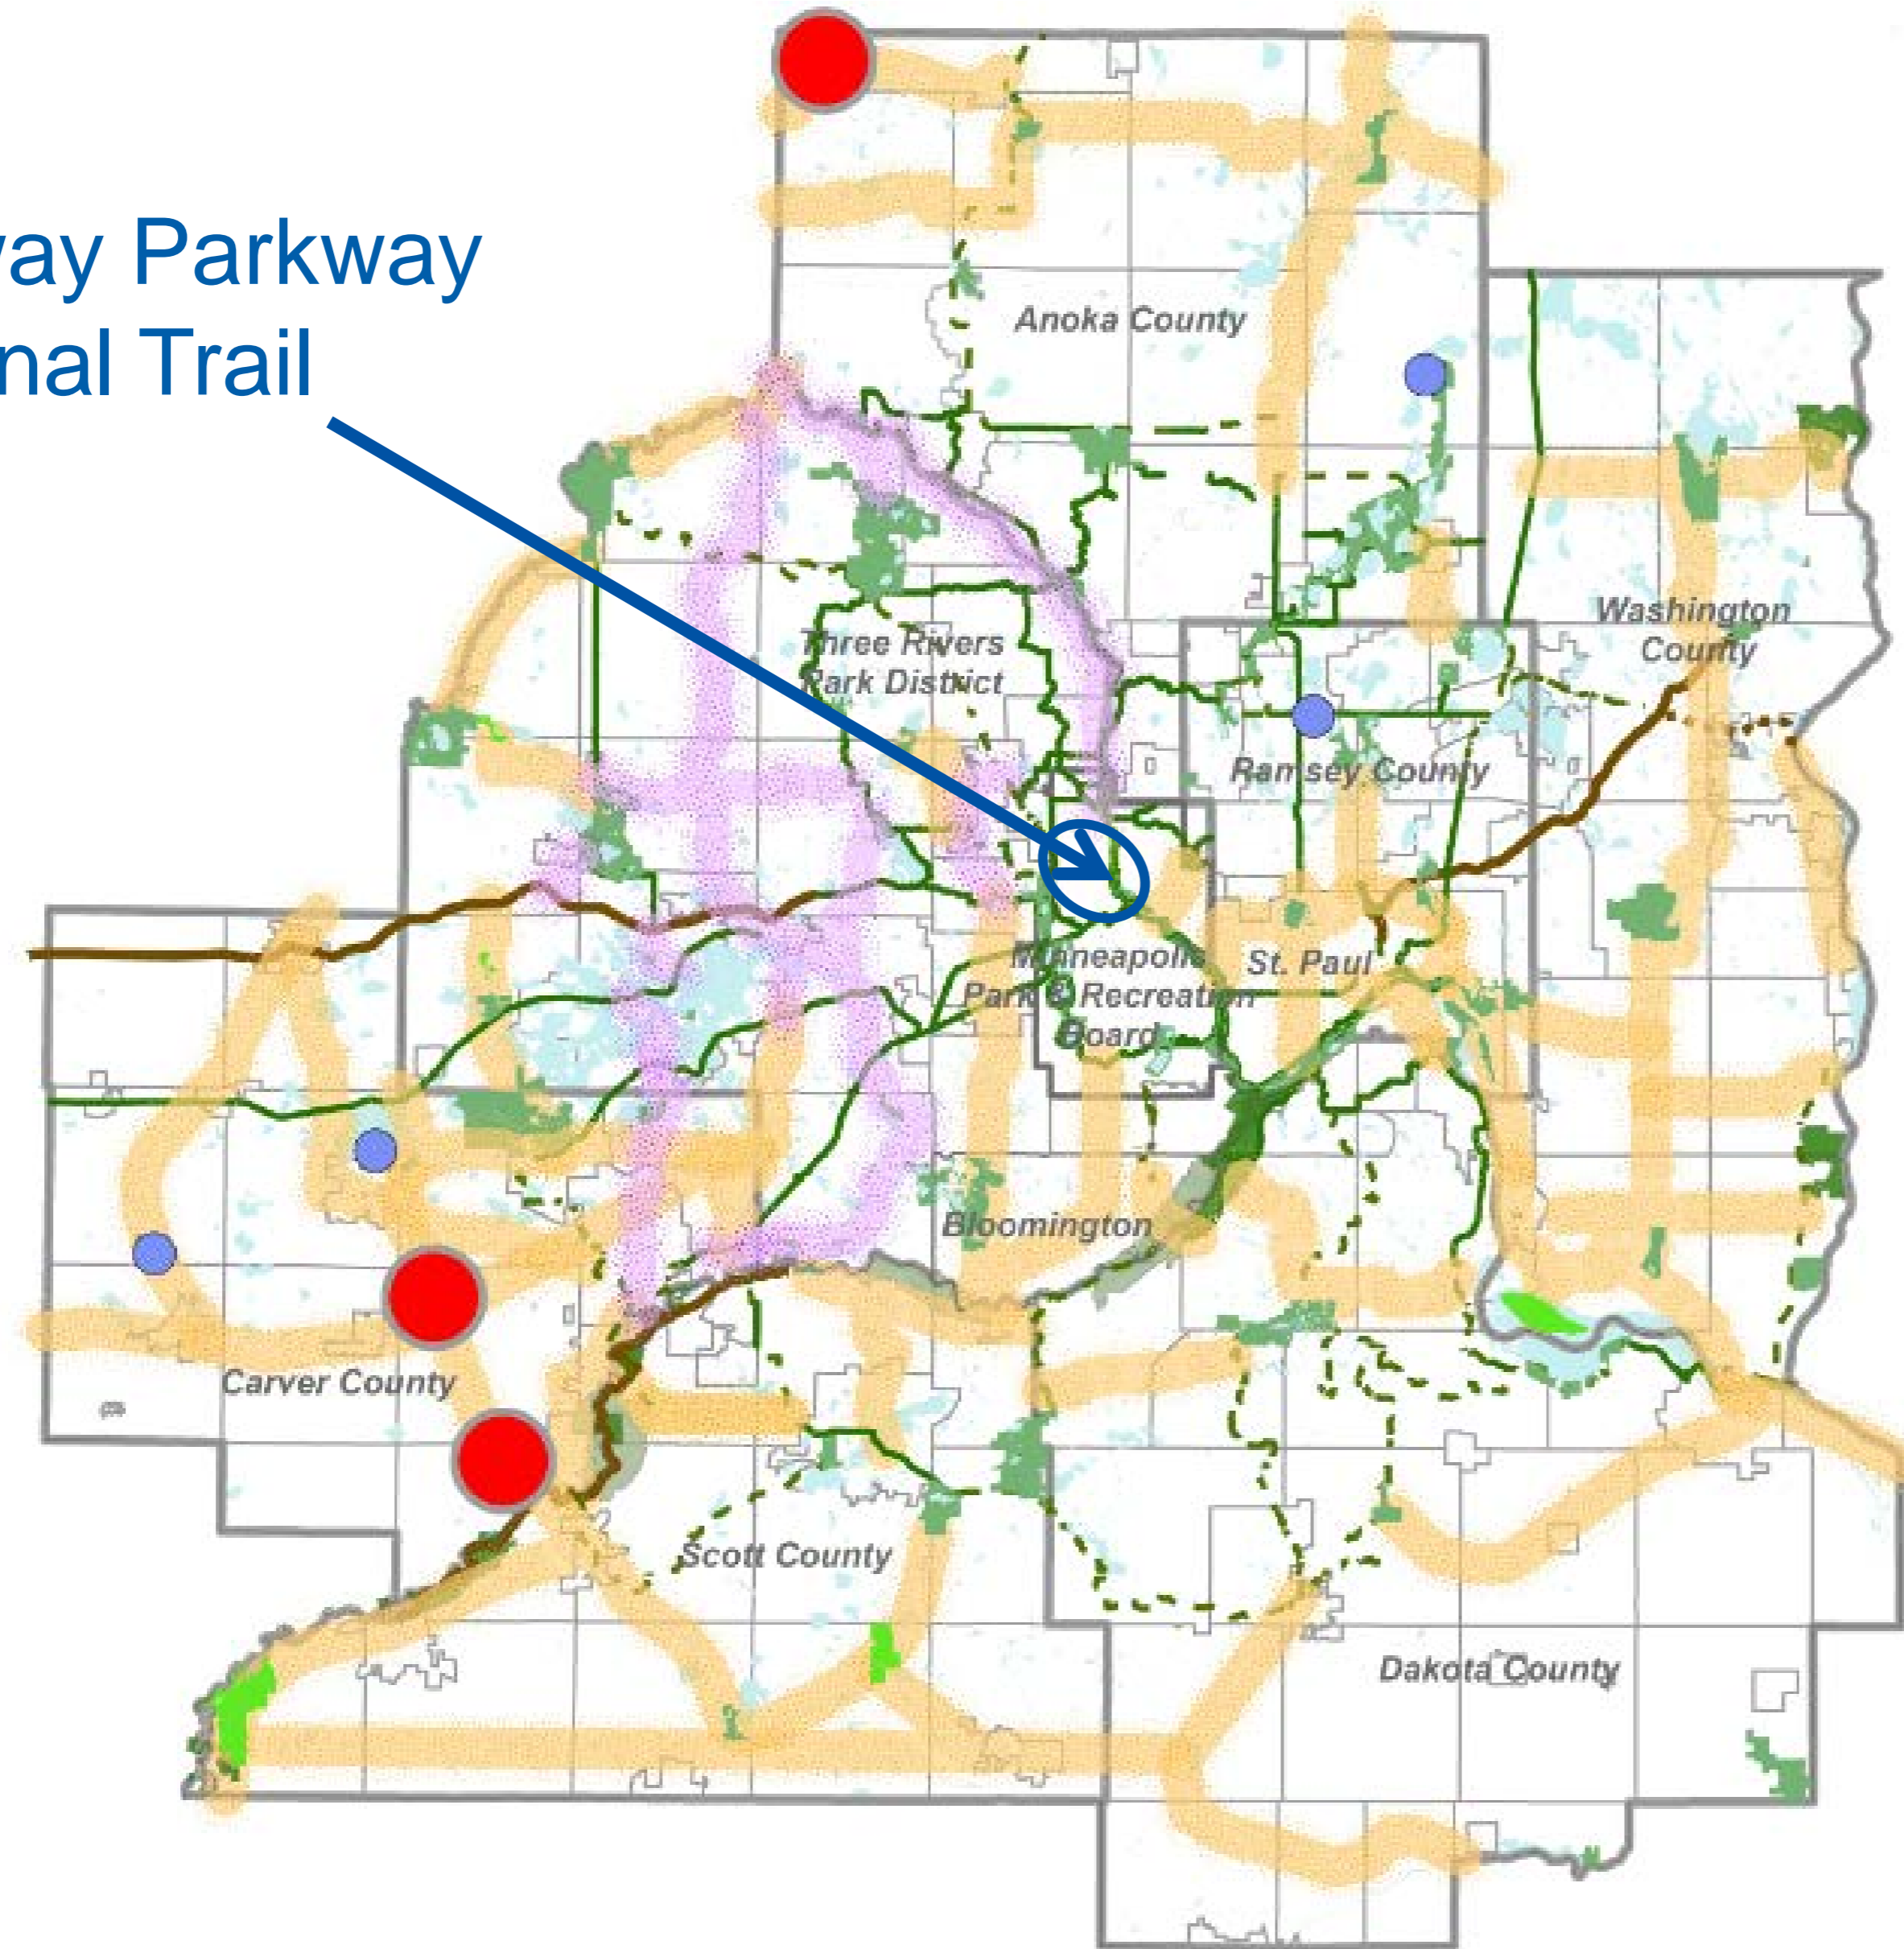 way Parkway
nal Trail
Anoka County
Washington
County
Three Rivers
Park District
Ramsey County
Minneapolis
Park & Recreation
Board
St. Paul
Bloomington
Carver County
Scott County
Dakota County